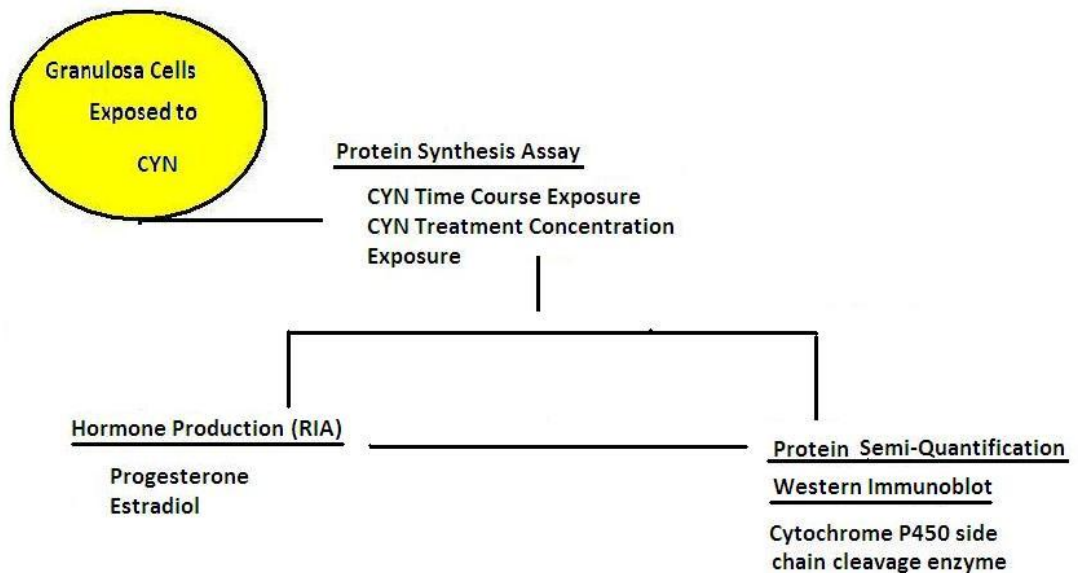 Granulosa Cells
Exposed to
CYN
Protein Synthesis Assay
CYN Time Course Exposure
CYN Treatment Concentration
Exposure
Hormone Production (RIA)
Progesterone
Estradiol
Protein Semi-Quantification
Western Immunoblot
Cytochrome P450 side
chain cleavage enzyme